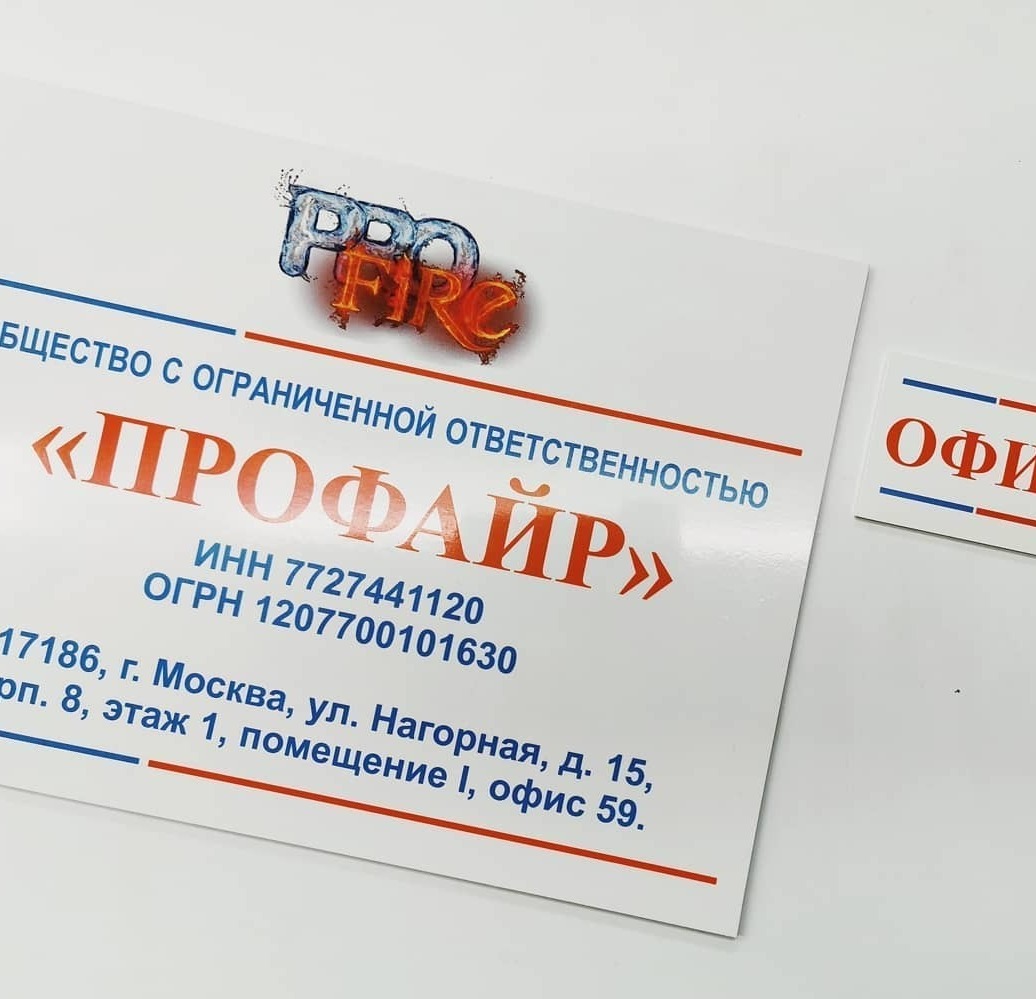 PRO
FIRE
БЩЕСТВО С ОГРАНИЧЕННОЙ ОТВЕТСТВЕННОСТЬЮ
«ПРОФАЙР»
ИНН 7727441120
ОГРН 1207700101630
17186, г. Москва, ул. Нагорная, д. 15,
рп. 8, этаж 1, помещение I, офис 59.
ОФИ